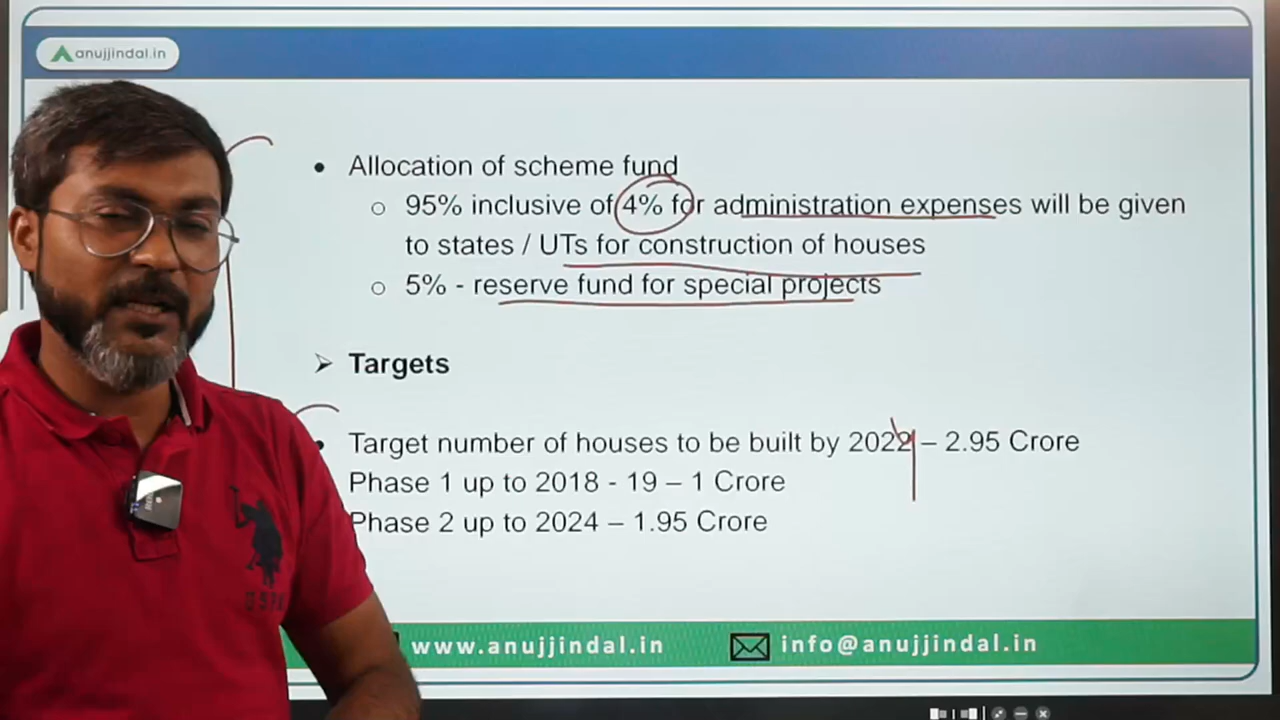 anujjindal.in
• Allocation of scheme fund
o 95% inclusive of 4% for administration expenses will be given
to states / UTs for construction of houses
o 5% - reserve fund for special projects
➢ Targets
• Target number of houses to be built by 2022 – 2.95 Crore
Phase 1 up to 2018 - 19 – 1 Crore
Phase 2 up to 2024 – 1.95 Crore
www.anujjindal.in
info@anujjindal.in